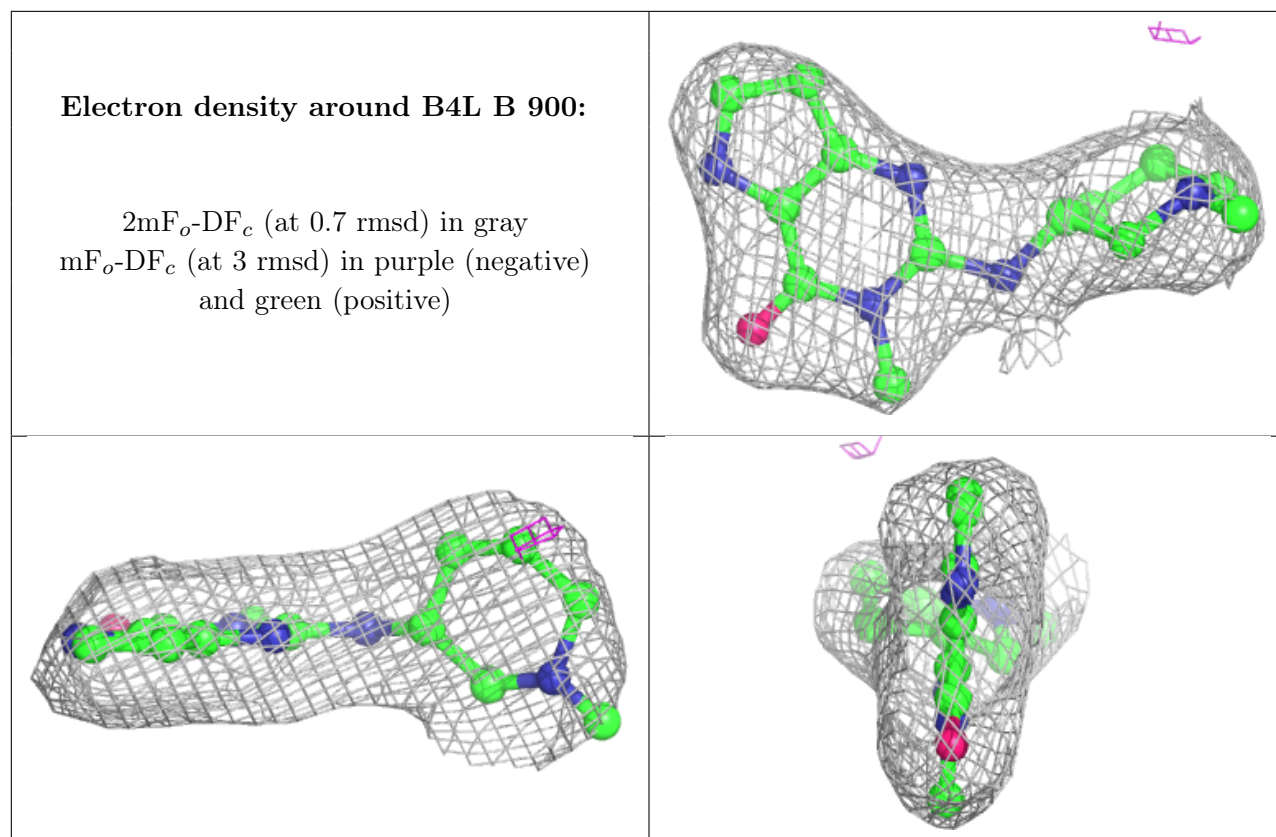 Electron density around B4L B 900:
2mFₒ-DF𝒸 (at 0.7 rmsd) in gray
mFₒ-DF𝒸 (at 3 rmsd) in purple (negative)
and green (positive)